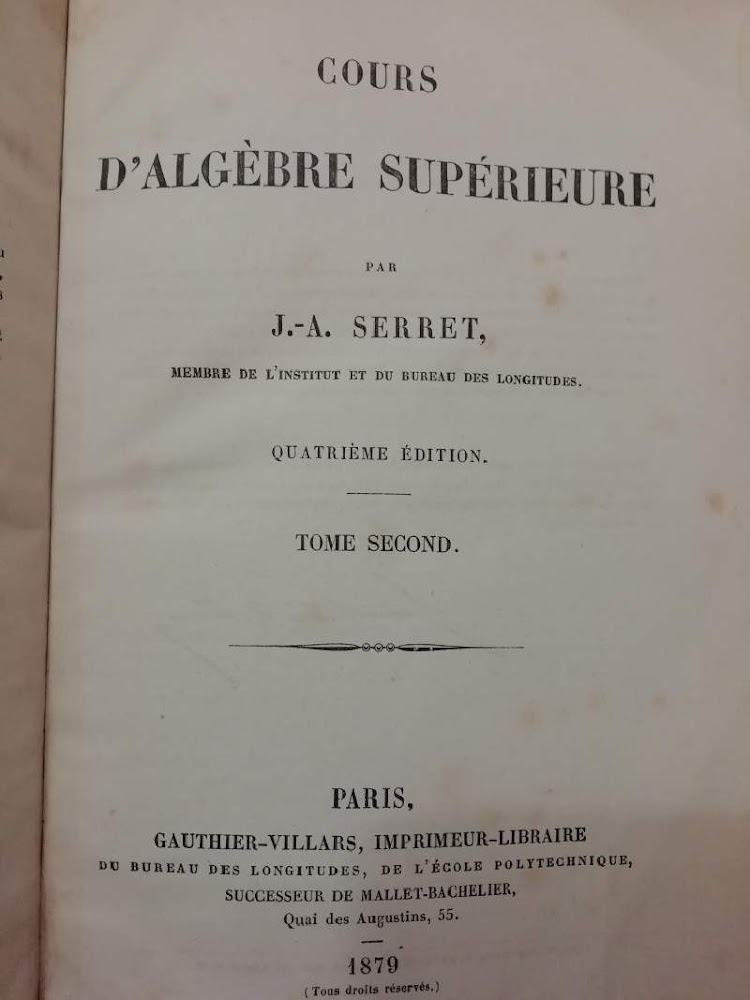 COURS
D'ALGÈBRE SUPÉRIEURE
PAR
J.-A. SERRET,
MEMBRE DE L'INSTITUT ET DU BUREAU DES LONGITUDES.
QUATRIÈME ÉDITION.
TOME SECOND.
PARIS,
GAUTHIER-VILLARS, IMPRIMEUR-LIBRAIRE
DU BUREAU DES LONGITUDES, DE L'ÉCOLE POLYTECHNIQUE,
SUCCESSEUR DE MALLET-BACHELIER,
Quai des Augustins, 55.
1879
(Tous droits réservés.)